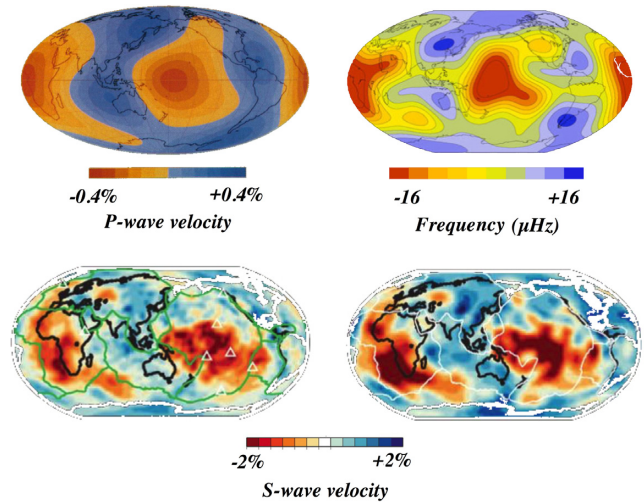 -0.4% +0.4%
P-wave velocity
-16 +16
Frequency (µHz)
-2% +2%
S-wave velocity